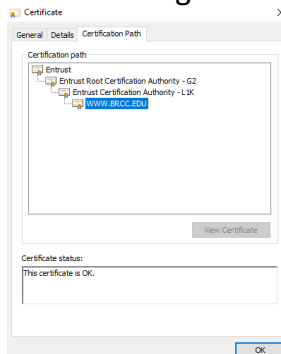 Certificate
General Details Certification Path
Certification path
Entrust
Entrust Root Certification Authority - G2
Entrust Certification Authority - L1K
WWW.BRCC.EDU
View Certificate
Certificate status:
This certificate is OK.
OK